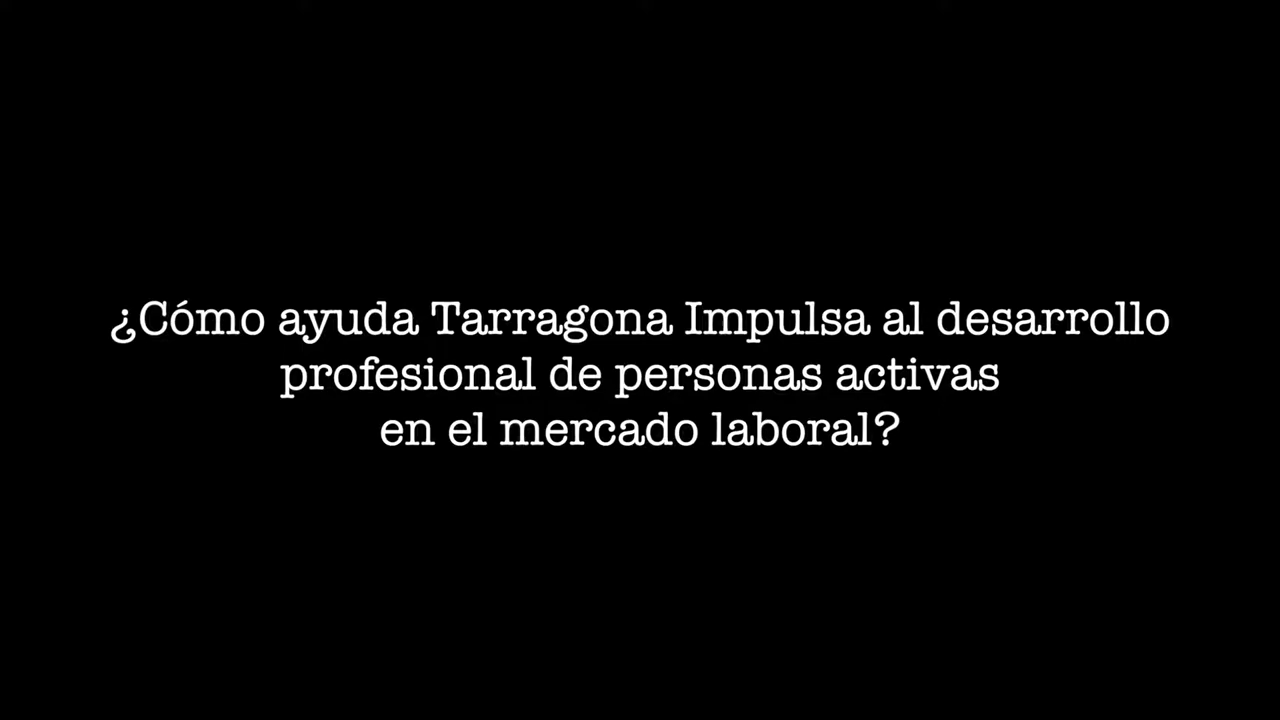 ¿Cómo ayuda Tarragona Impulsa al desarrollo
profesional de personas activas
en el mercado laboral?